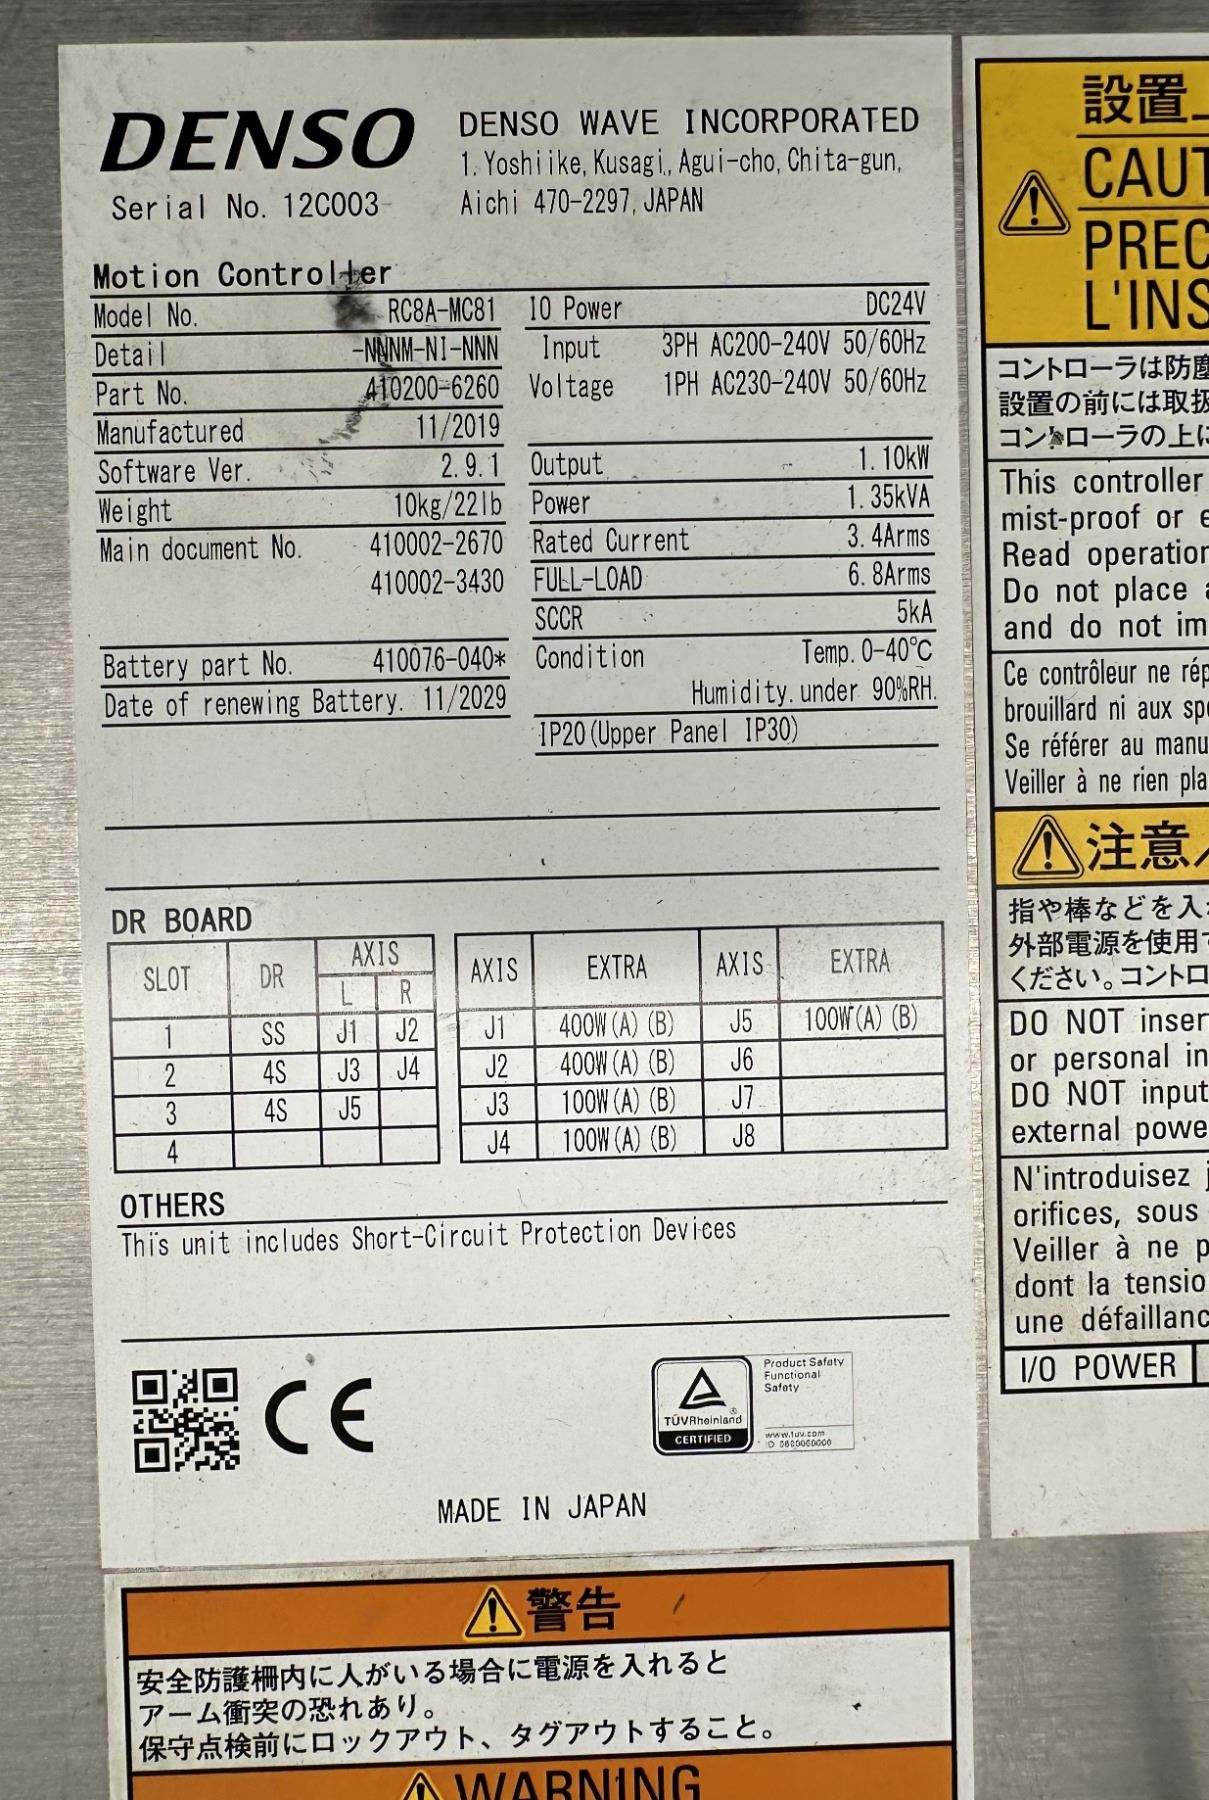 DENSO
DENSO WAVE INCORPORATED
1. Yoshiike, Kusagi, Agui-cho, Chita-gun,
Aichi 470-2297, JAPAN
Serial No. 12C003
Motion Controller
Model No. RC8A-MC81
Detail -NNNM-NI-NNN
Part No. 410200-6260
Manufactured 11/2019
Software Ver. 2.9.1
Weight 10kg/22lb
Main document No. 410002-2670
410002-3430
Battery part No. 410076-040*
Date of renewing Battery. 11/2029
IO Power DC24V
Input 3PH AC200-240V 50/60Hz
Voltage 1PH AC230-240V 50/60Hz
Output 1.10kW
Power 1.35kVA
Rated Current 3.4Arms
FULL-LOAD 6.8Arms
SCCR 5kA
Condition Temp. 0-40℃
Humidity. under 90%RH.
IP20(Upper Panel IP30)
DR BOARD
SLOT DR AXIS
L R
1 SS J1 J2
2 4S J3 J4
3 4S J5
4
AXIS EXTRA AXIS EXTRA
J1 400W(A)(B) J5 100W(A)(B)
J2 400W(A)(B) J6
J3 100W(A)(B) J7
J4 100W(A)(B) J8
OTHERS
This unit includes Short-Circuit Protection Devices
CE
TÜVRheinland
CERTIFIED
Product Safety
Functional
Safety
www.tuv.com
ID 0600000000
MADE IN JAPAN
警告
安全防護柵内に人がいる場合に電源を入れると
アーム衝突の恐れあり。
保守点検前にロックアウト、タグアウトすること。
WARNING
設置上
CAUT
PREC
L'INS
コントローラは防塵
設置の前には取扱
コントローラの上に
This controller
mist-proof or e
Read operation
Do not place a
and do not im
Ce contrôleur ne rép
brouillard ni aux spé
Se référer au manu
Veiller à ne rien pla
注意
指や棒などを入
外部電源を使用
ください。コントロ
DO NOT inser
or personal in
DO NOT input
external powe
N'introduisez j
orifices, sous
Veiller à ne p
dont la tensio
une défaillanc
I/O POWER